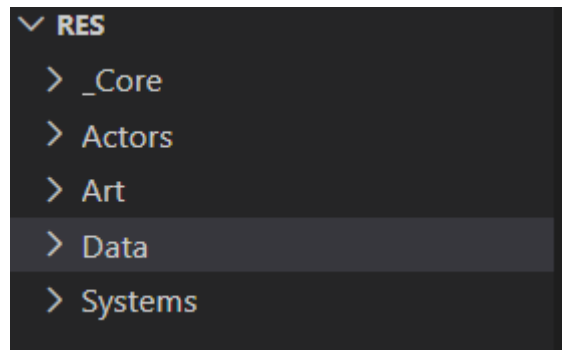 RES
_Core
Actors
Art
Data
Systems